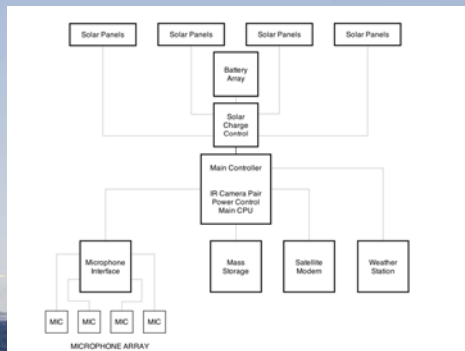 Solar Panels
Solar Panels
Solar Panels
Solar Panels
Battery
Array
Solar
Charge
Control
Main Controller
IR Camera Pair
Power Control
Main CPU
Microphone
Interface
Mass
Storage
Satellite
Modem
Weather
Station
MIC
MIC
MIC
MIC
MICROPHONE ARRAY